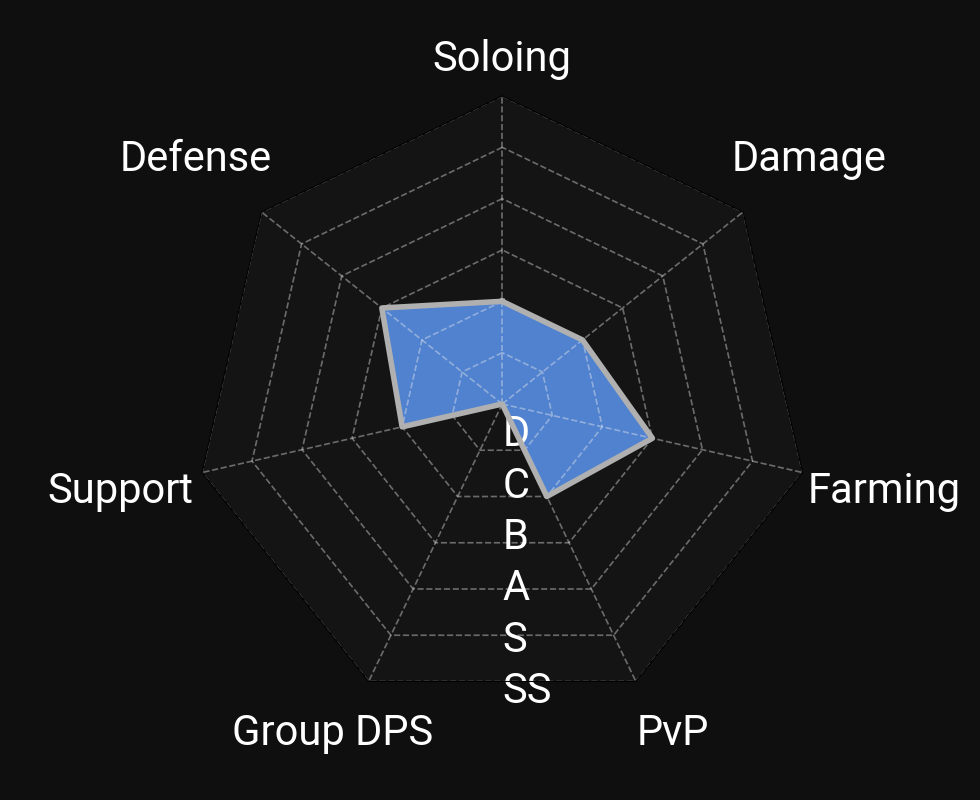 Soloing
Defense
Damage
D
C
Support
Farming
B
A
S
SS
Group DPS
PvP